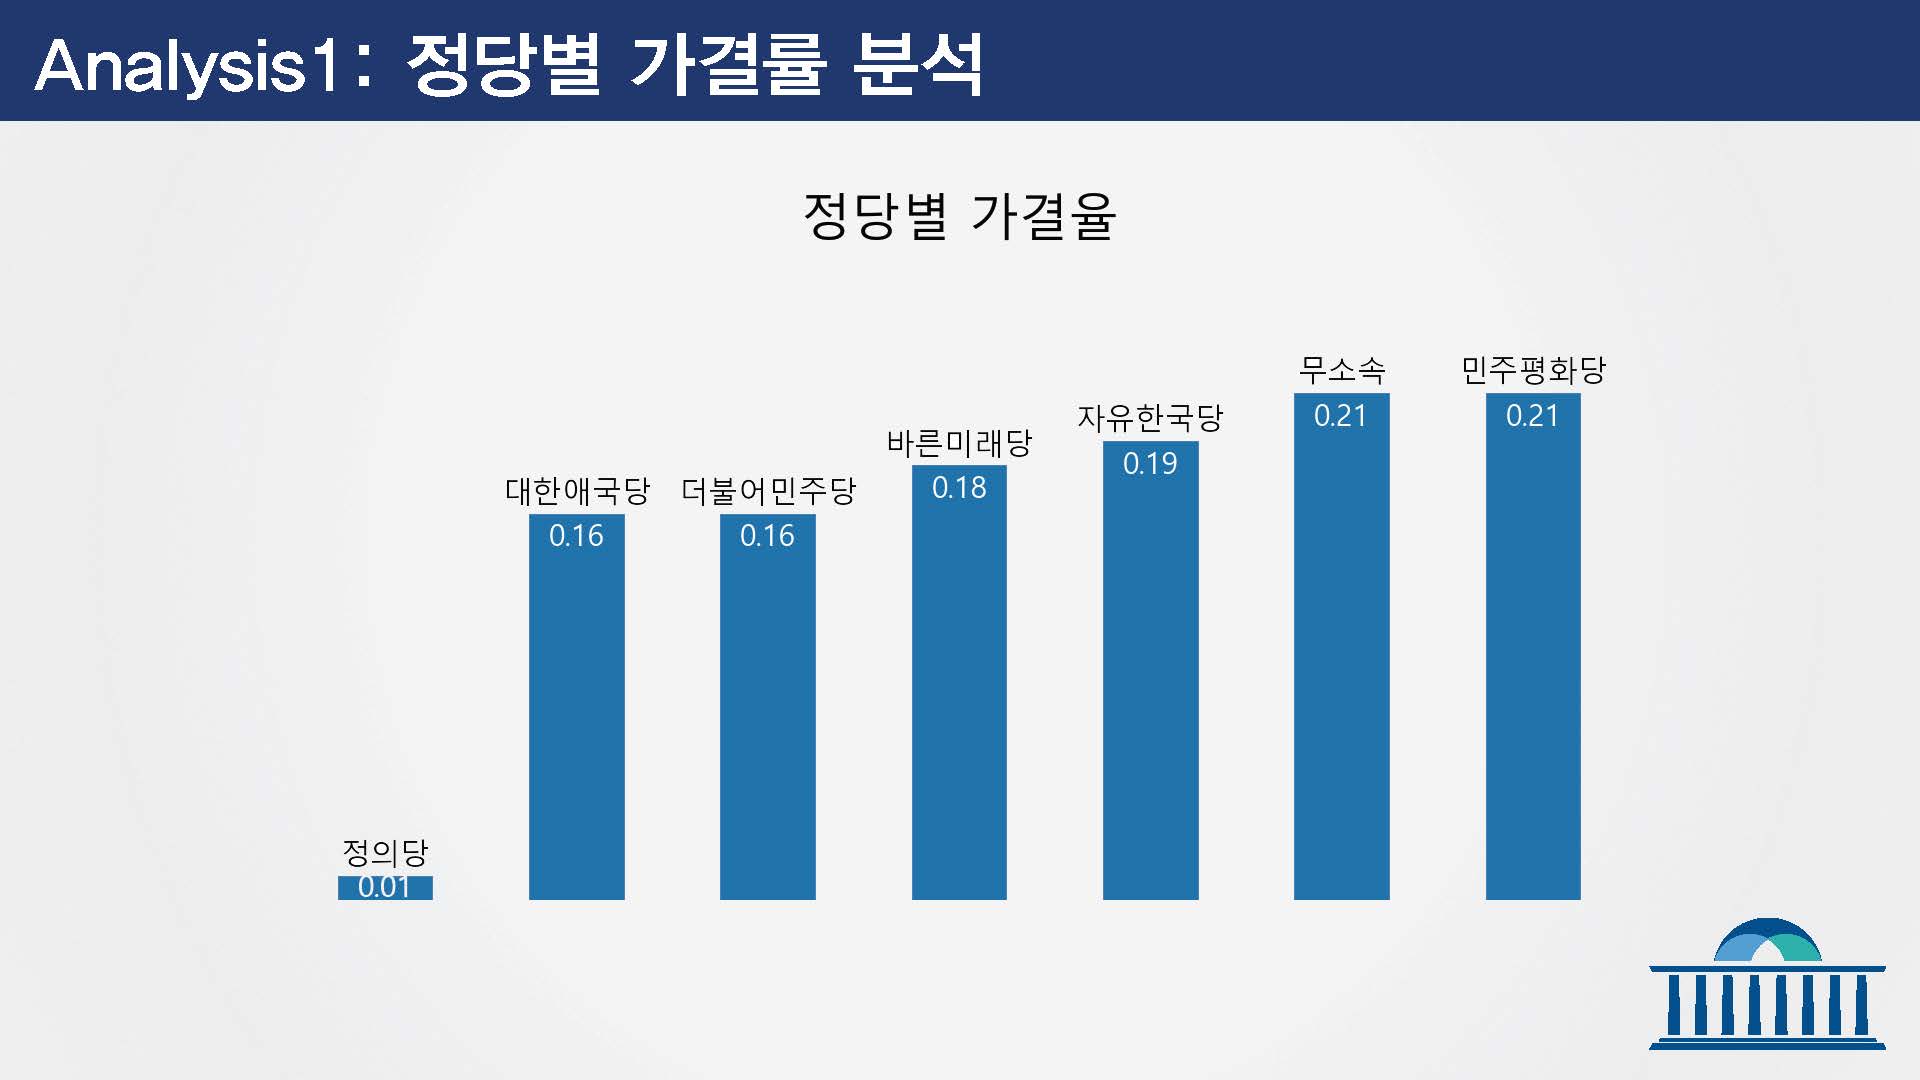 Analysis1: 정당별 가결률 분석
정당별 가결율
정의당
0.01
대한애국당
0.16
더불어민주당
0.16
바른미래당
0.18
자유한국당
0.19
무소속
0.21
민주평화당
0.21